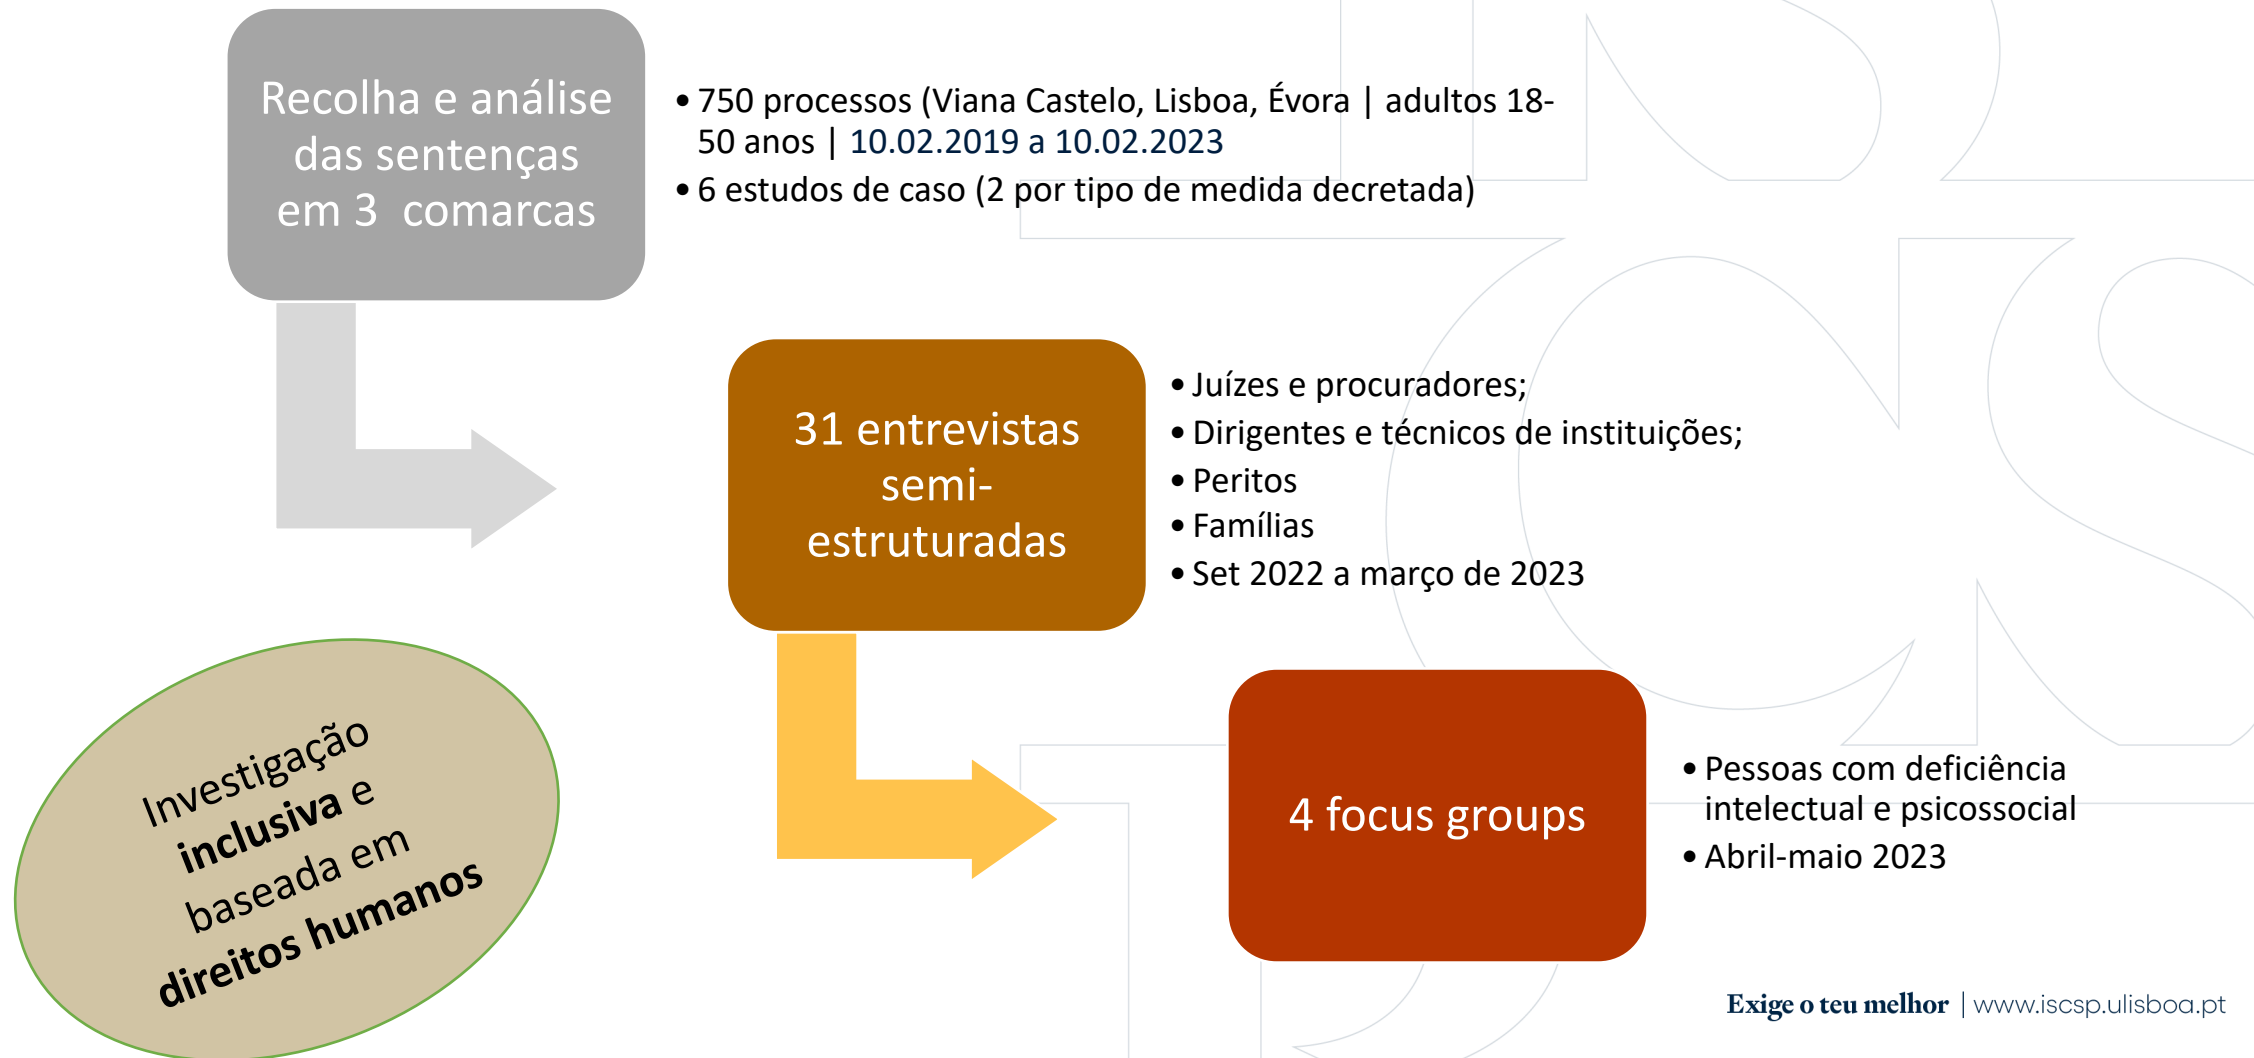 Recolha e análise
das sentenças
em 3 comarcas
• 750 processos (Viana Castelo, Lisboa, Évora | adultos 18-
50 anos | 10.02.2019 a 10.02.2023
• 6 estudos de caso (2 por tipo de medida decretada)
31 entrevistas
semi-
estruturadas
• Juízes e procuradores;
• Dirigentes e técnicos de instituições;
• Peritos
• Famílias
• Set 2022 a março de 2023
4 focus groups
• Pessoas com deficiência
intelectual e psicossocial
• Abril-maio 2023
Investigação
inclusiva e
baseada em
direitos humanos
Exige o teu melhor | www.iscsp.ulisboa.pt